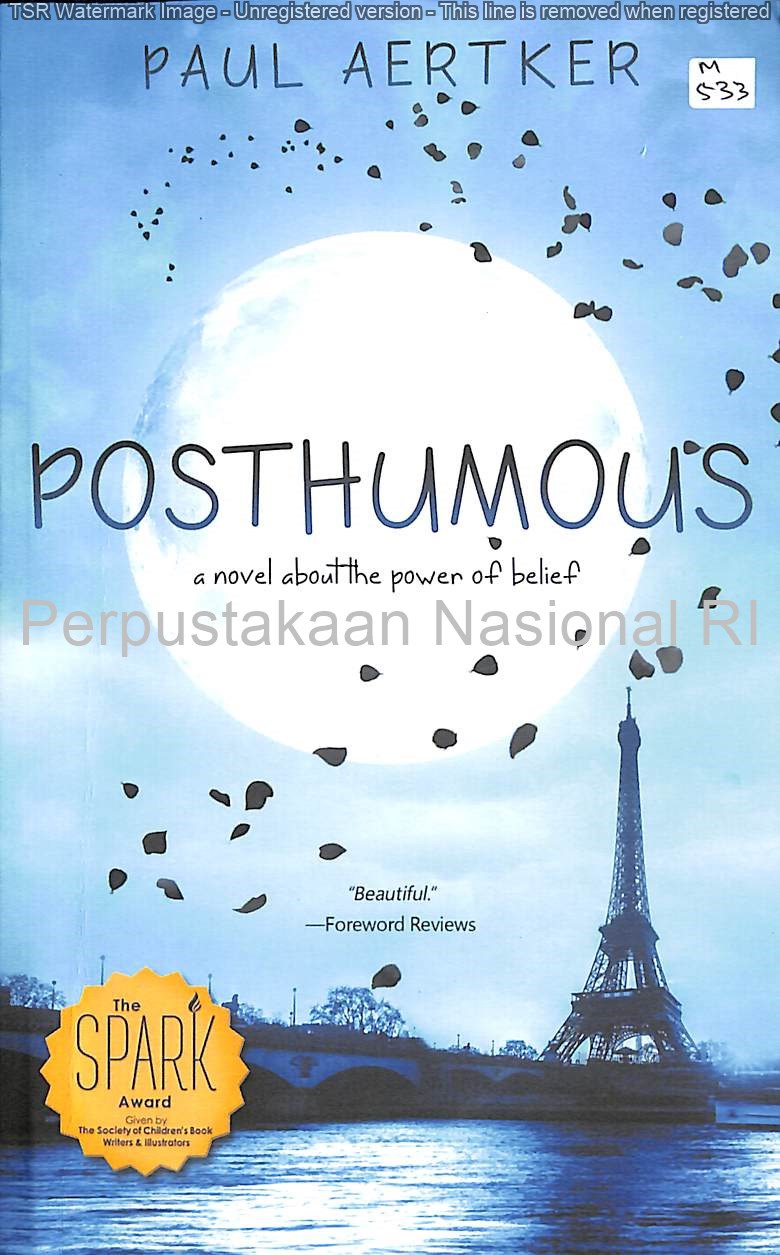 TSR Watermark Image - Unregistered version - This line is removed when registered
PAUL AERTKER
M
533
POSTHUMOUS
a novel about the power of belief
Perpustakaan Nasional RI
"Beautiful."
—Foreword Reviews
The
SPARK
Award
Given by
The Society of Children's Book
Writers & Illustrators